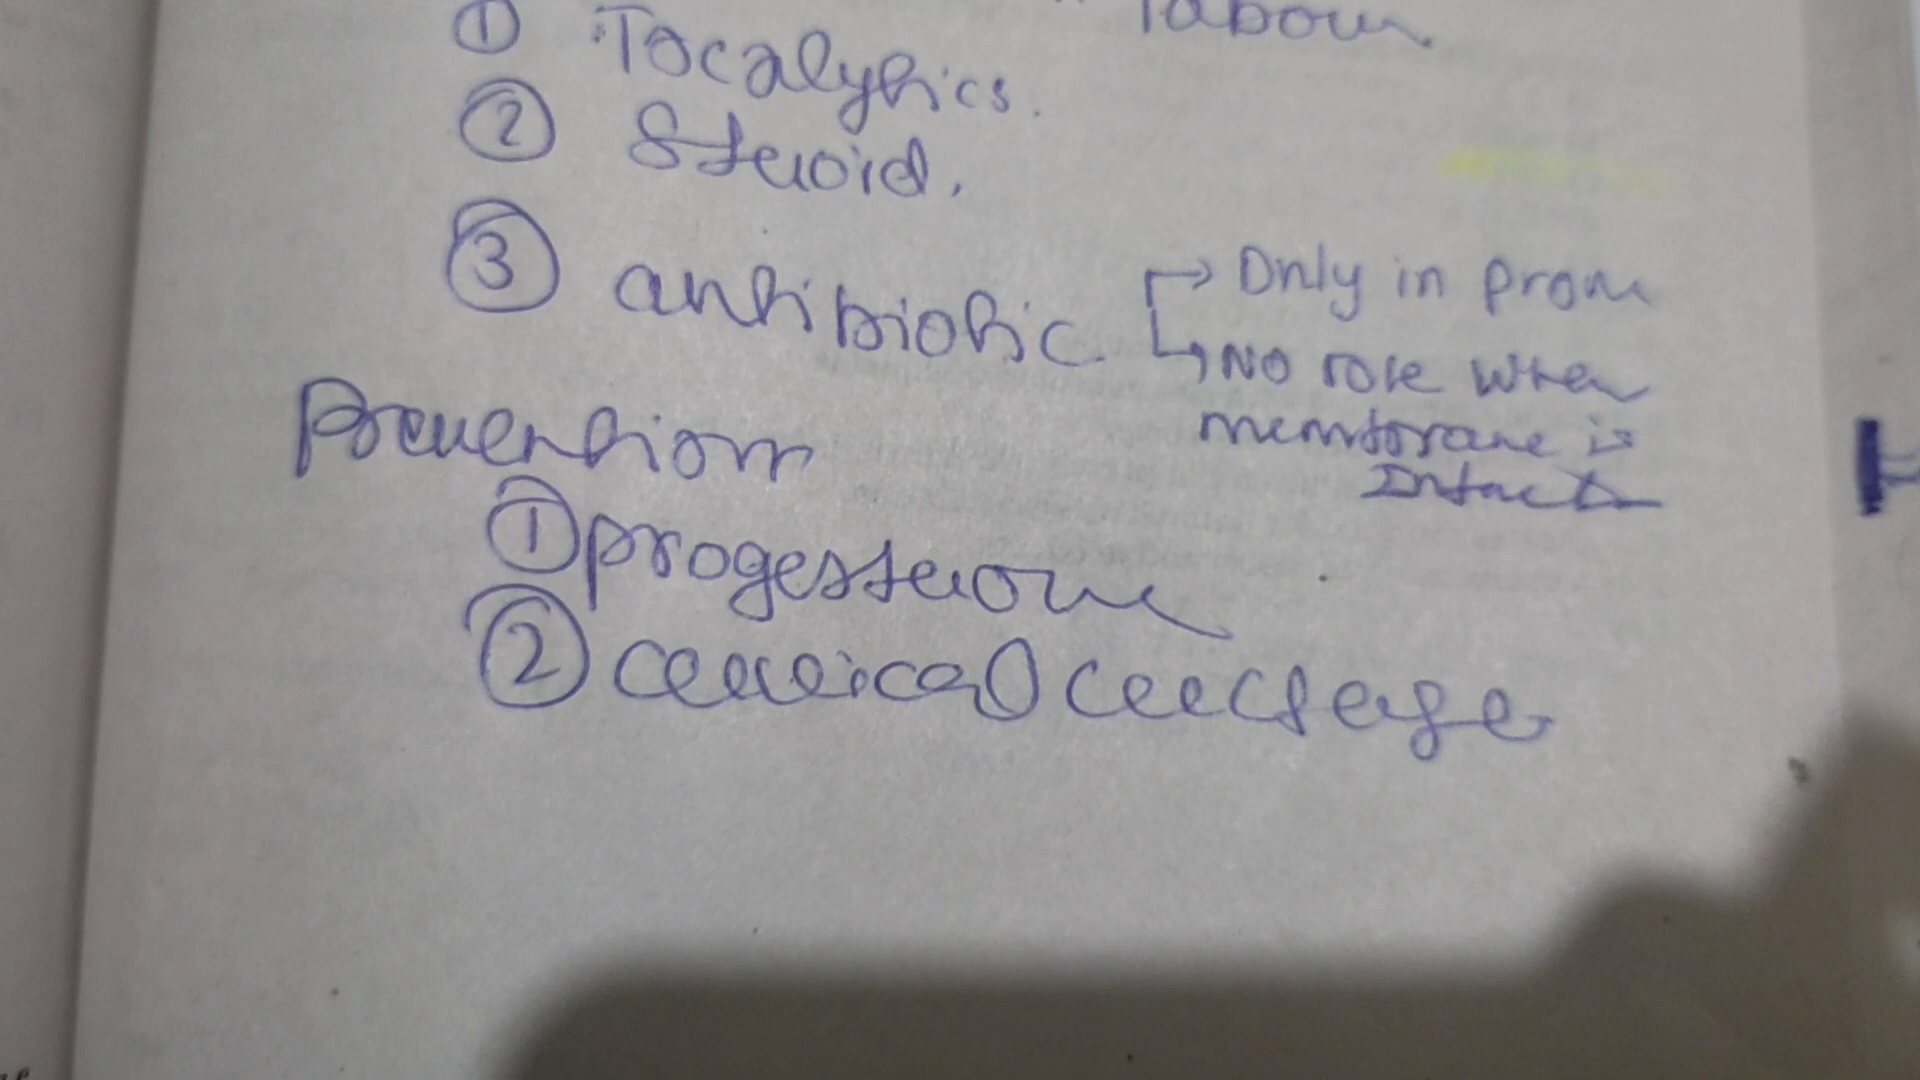 labour.
① Tocalytics.
② Steroid.
③ antibiotic → Only in prom
→ No role when
membrane is
Intact
Prevention
① progesterone
② cervical cerclage